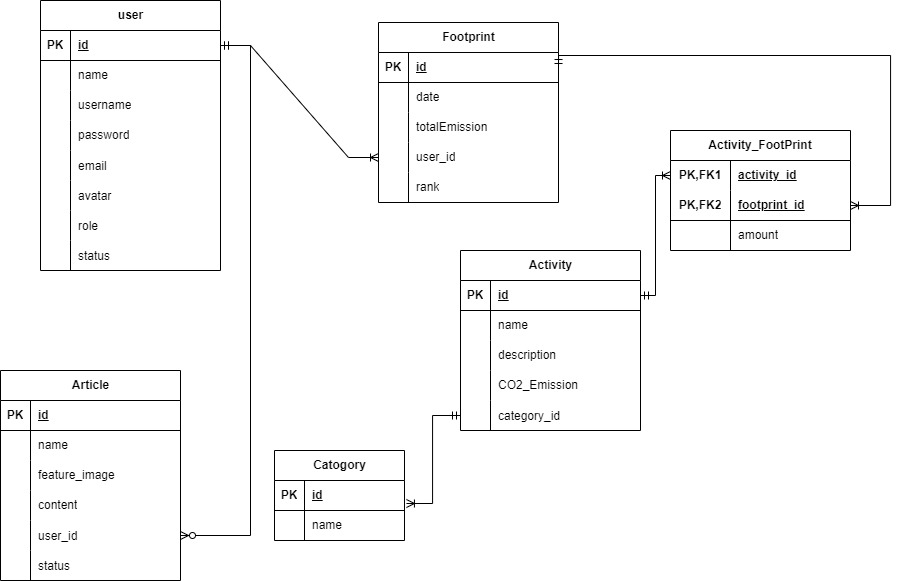 user
PK id
name
username
password
email
avatar
role
status
Footprint
PK id
date
totalEmission
user_id
rank
Activity_FootPrint
PK,FK1 activity_id
PK,FK2 footprint_id
amount
Activity
PK id
name
description
CO2_Emission
category_id
Article
PK id
name
feature_image
content
user_id
status
Catogory
PK id
name